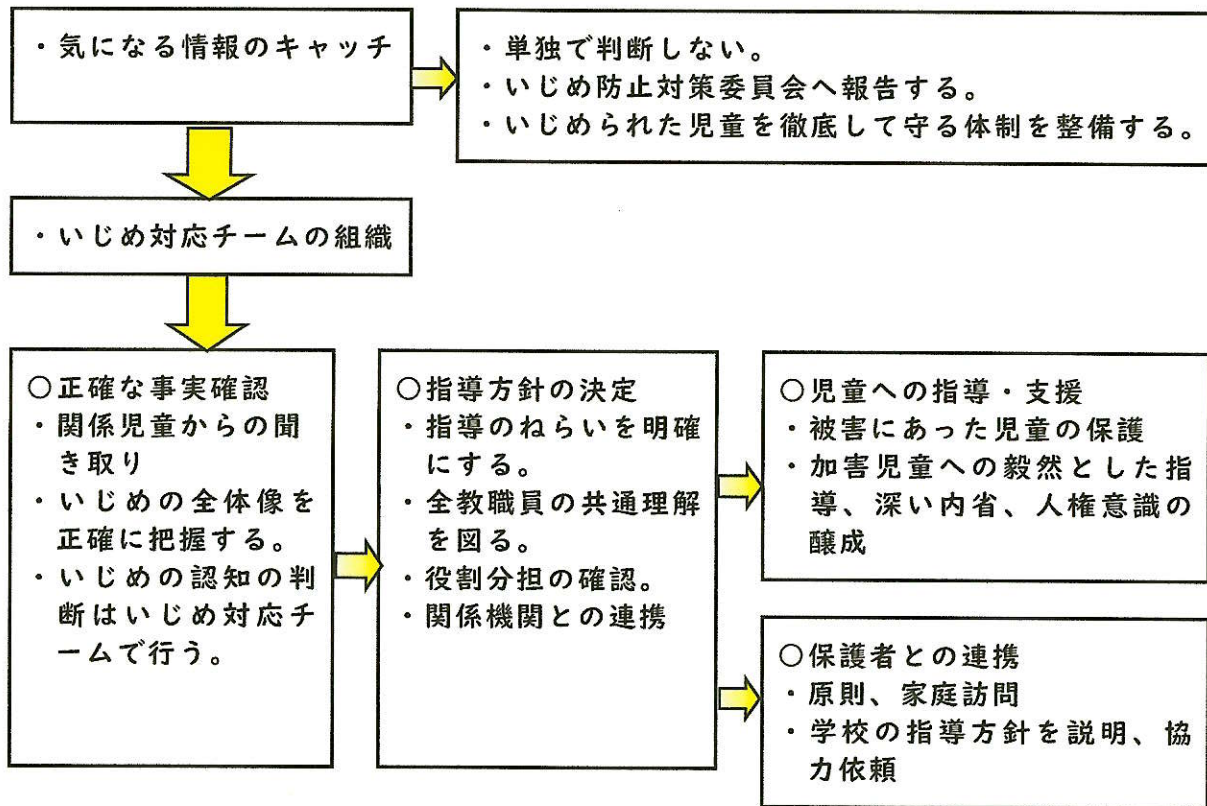 ・気になる情報のキャッチ
・単独で判断しない。
・いじめ防止対策委員会へ報告する。
・いじめられた児童を徹底して守る体制を整備する。
・いじめ対応チームの組織
○正確な事実確認
・関係児童からの聞
き取り
・いじめの全体像を
正確に把握する。
・いじめの認知の判
断はいじめ対応チ
ームで行う。
○指導方針の決定
・指導のねらいを明確
にする。
・全教職員の共通理解
を図る。
・役割分担の確認。
・関係機関との連携
○児童への指導・支援
・被害にあった児童の保護
・加害児童への毅然とした指
導、深い内省、人権意識の
醸成
○保護者との連携
・原則、家庭訪問
・学校の指導方針を説明、協
力依頼